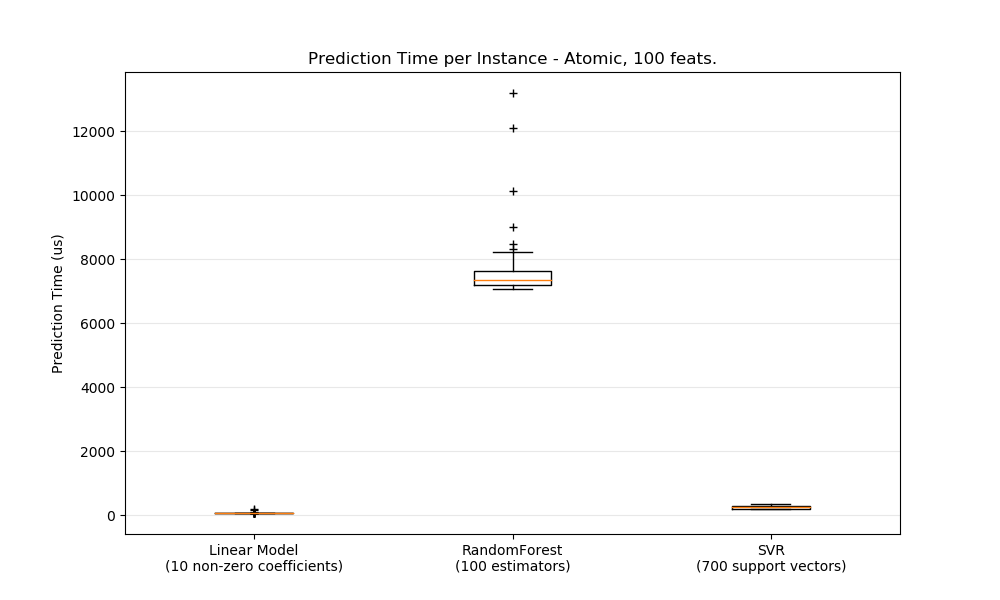 Prediction Time per Instance - Atomic, 100 feats.
Prediction Time (us)
12000
10000
8000
6000
4000
2000
0
Linear Model
(10 non-zero coefficients)
RandomForest
(100 estimators)
SVR
(700 support vectors)